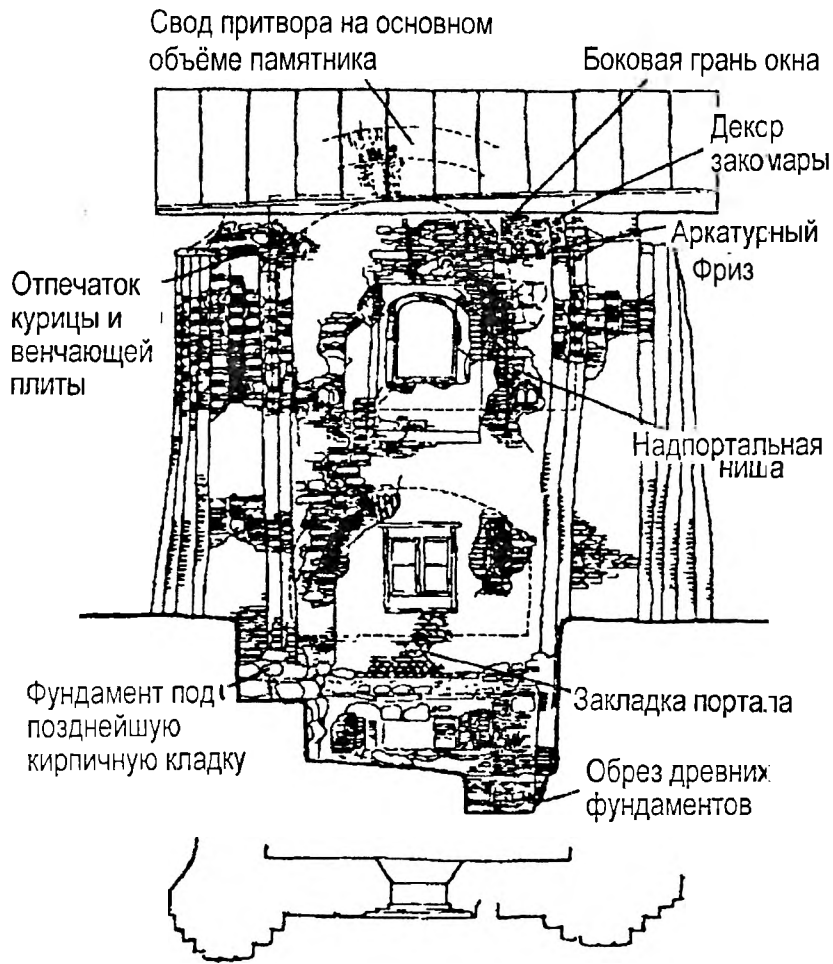 Свод притвора на основном
объёме памятника
Боковая грань окна
Декср
закомары
Аркатурный
Фриз
Отпечаток
курицы и
венчающей
плиты
Надпортальная
ниша
Фундамент под
позднейшую
кирпичную кладку
Закладка портала
Обрез древних
фундаментов